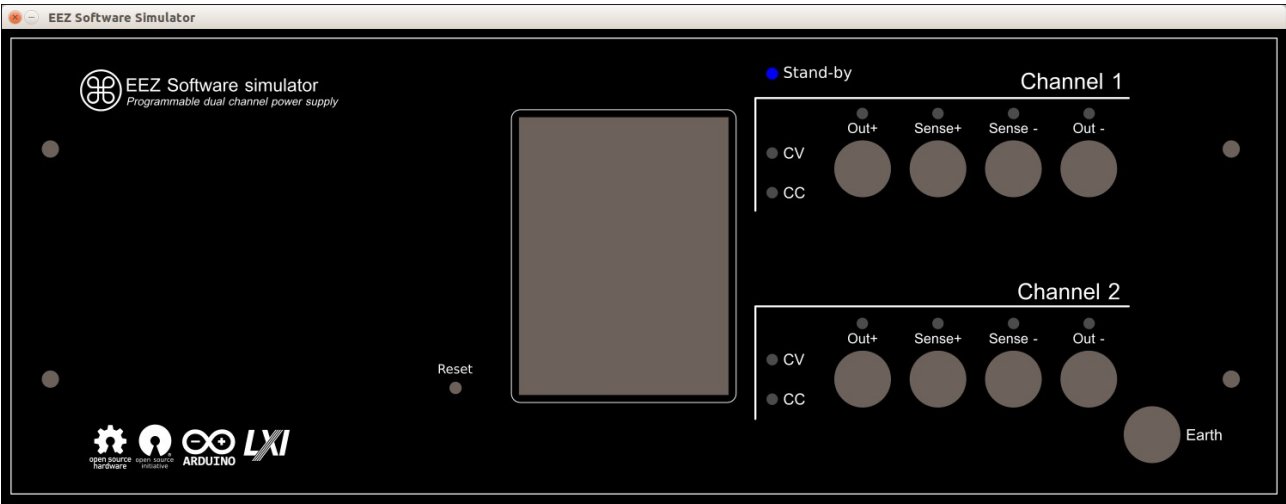 EEZ Software Simulator
EEZ Software simulator
Programmable dual channel power supply
Stand-by
Channel 1
Out+ Sense+ Sense - Out -
CV
CC
Channel 2
Out+ Sense+ Sense - Out -
CV
CC
Reset
Earth
open source
hardware
open source
initiative
ARDUINO
LXI